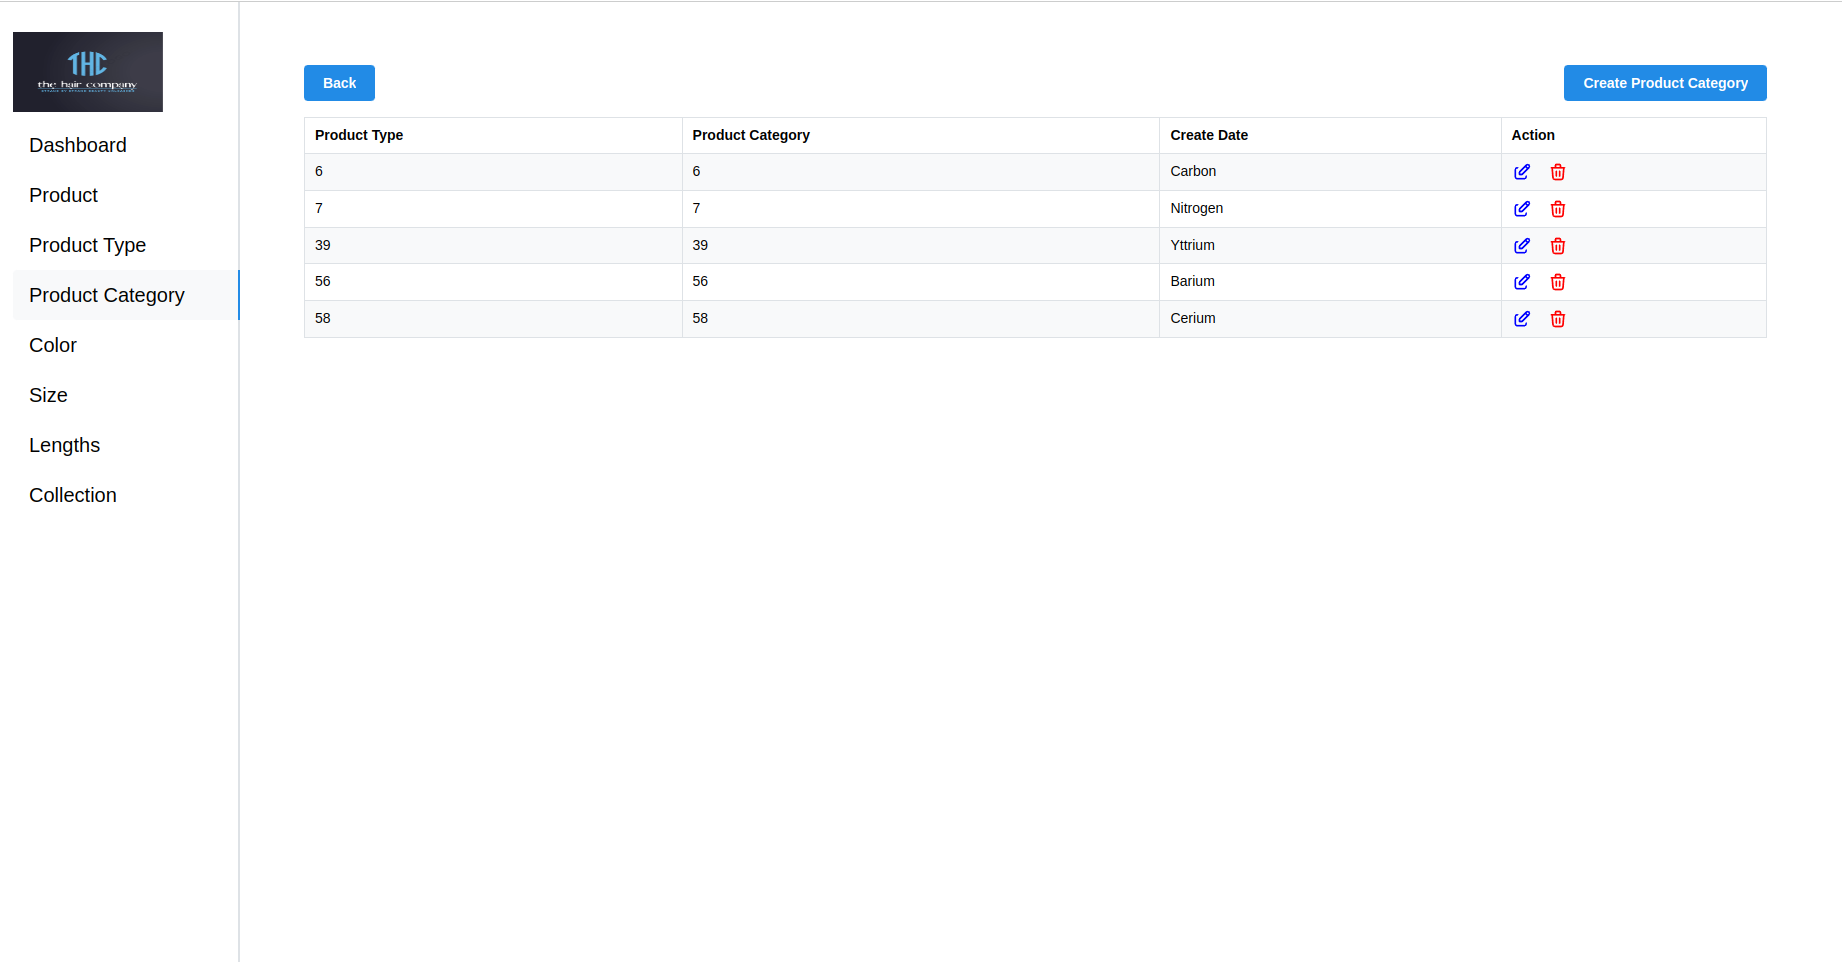 THC
the hair company
Dashboard
Product
Product Type
Product Category
Color
Size
Lengths
Collection
Back
Create Product Category
Product Type Product Category Create Date Action
6 6 Carbon
7 7 Nitrogen
39 39 Yttrium
56 56 Barium
58 58 Cerium